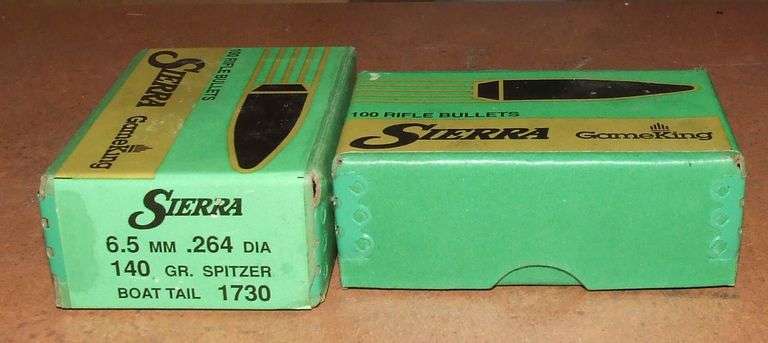 100 RIFLE BULLETS
SIERRA
GameKing
SIERRA
6.5 MM .264 DIA
140 GR. SPITZER
BOAT TAIL 1730
100 RIFLE BULLETS
SIERRA GameKing